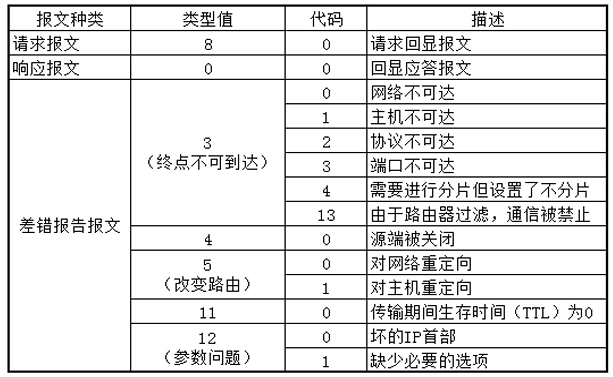 报文种类 类型值 代码 描述
请求报文 8 0 请求回显报文
响应报文 0 0 回显应答报文
差错报告报文 3 (终点不可到达) 0 网络不可达
1 主机不可达
2 协议不可达
3 端口不可达
4 需要进行分片但设置了不分片
13 由于路由器过滤，通信被禁止
4 0 源端被关闭
5 (改变路由) 0 对网络重定向
1 对主机重定向
11 0 传输期间生存时间（TTL）为0
12 (参数问题) 0 坏的IP首部
1 缺少必要的选项